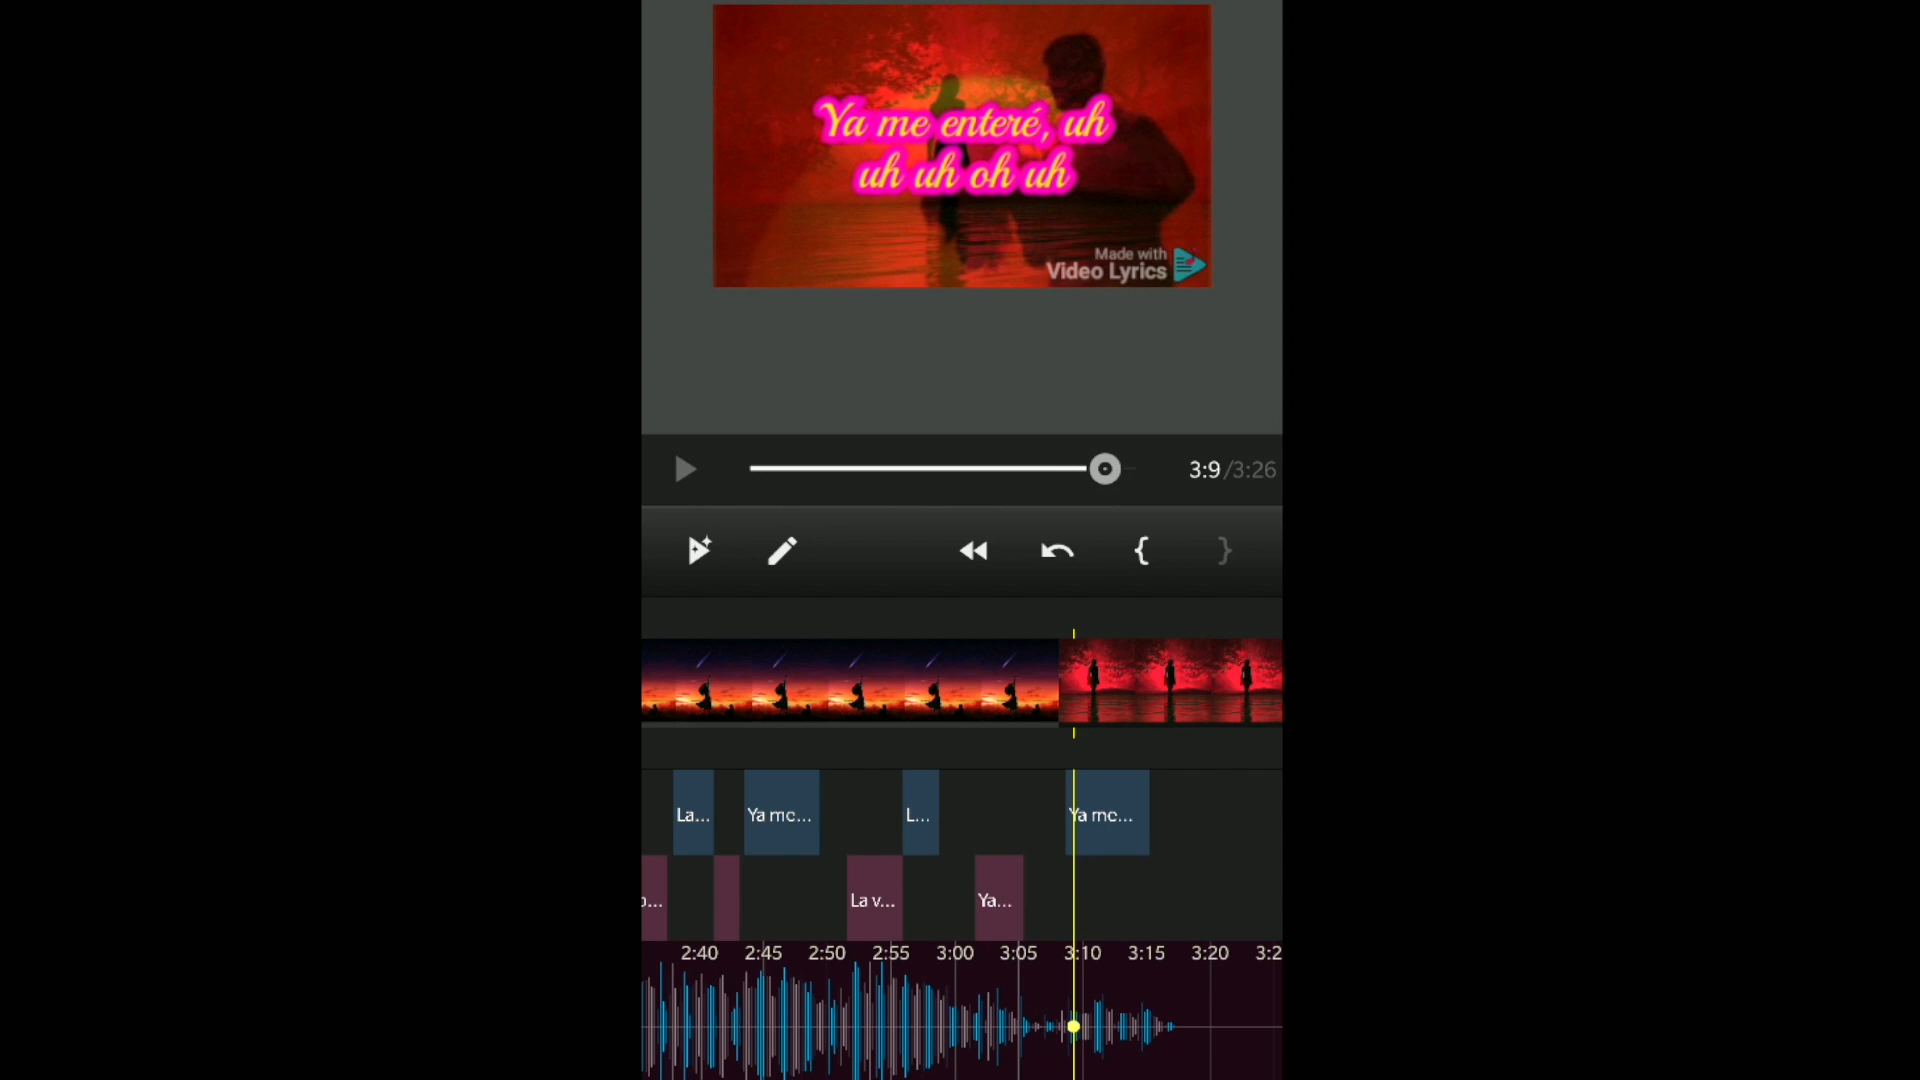 Ya me enteré, uh
uh uh oh uh
Made with
Video Lyrics
3:9/3:26
{
}
La... Ya me... L... Ya me...
... La v... Ya...
2:40 2:45 2:50 2:55 3:00 3:05 3:10 3:15 3:20 3:2